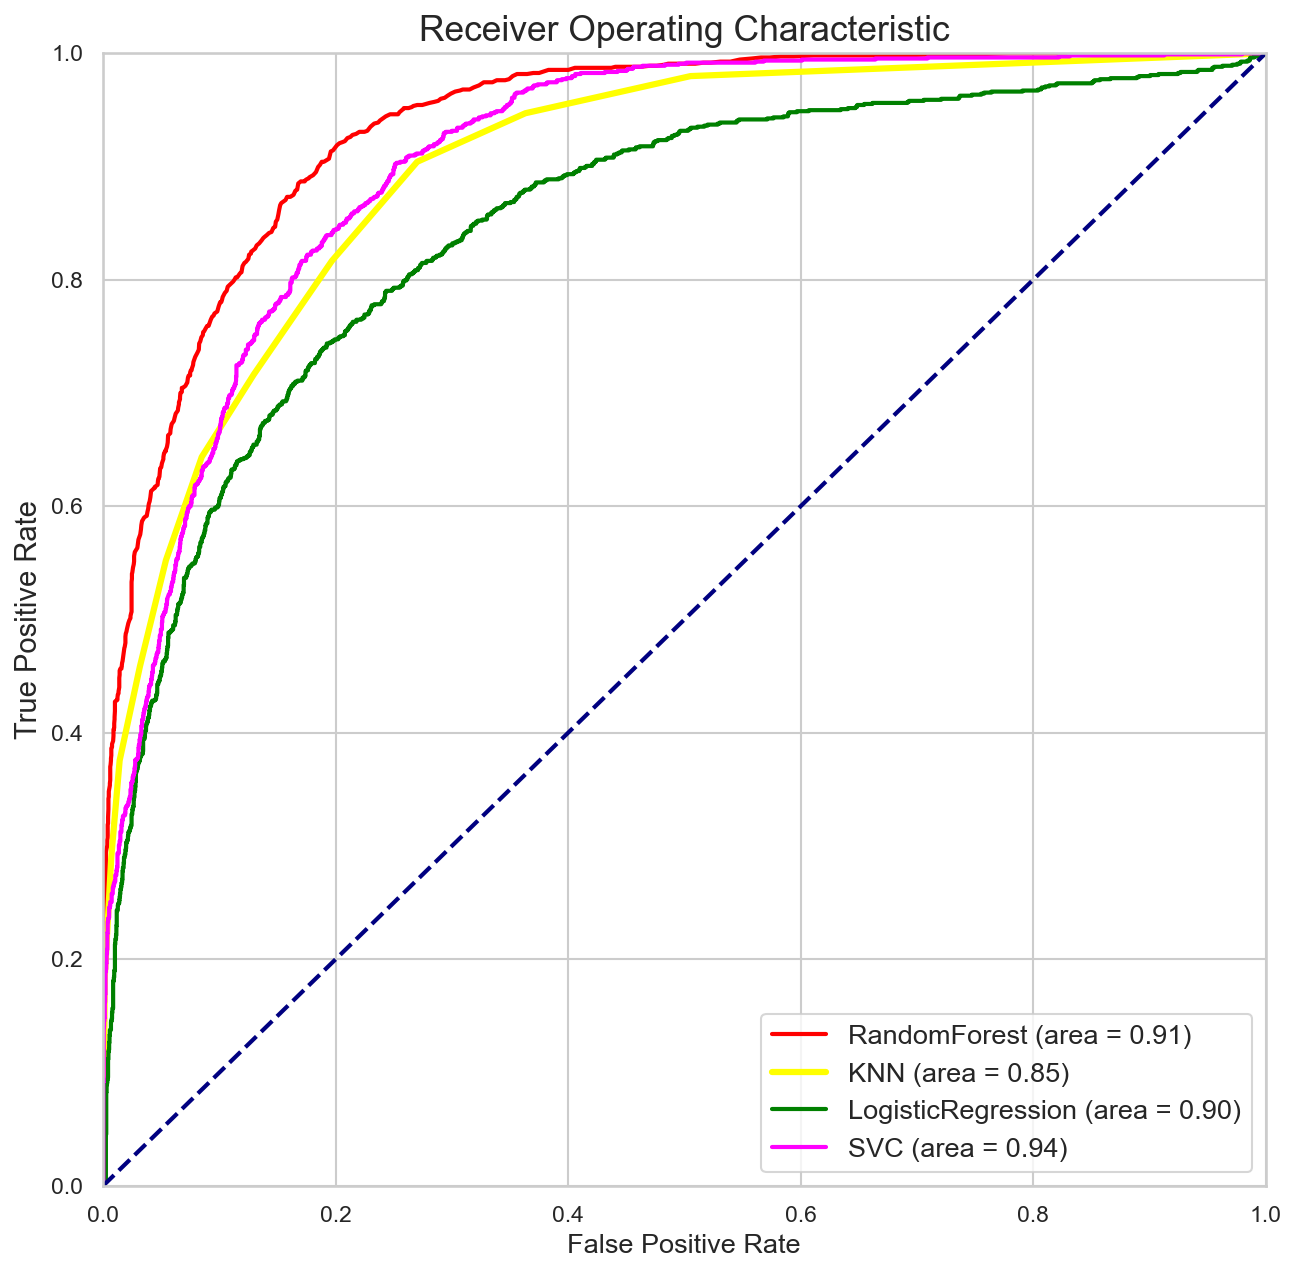 Receiver Operating Characteristic
1.0
0.8
0.6
0.4
0.2
0.0
True Positive Rate
0.0 0.2 0.4 0.6 0.8 1.0
False Positive Rate
RandomForest (area = 0.91)
KNN (area = 0.85)
LogisticRegression (area = 0.90)
SVC (area = 0.94)